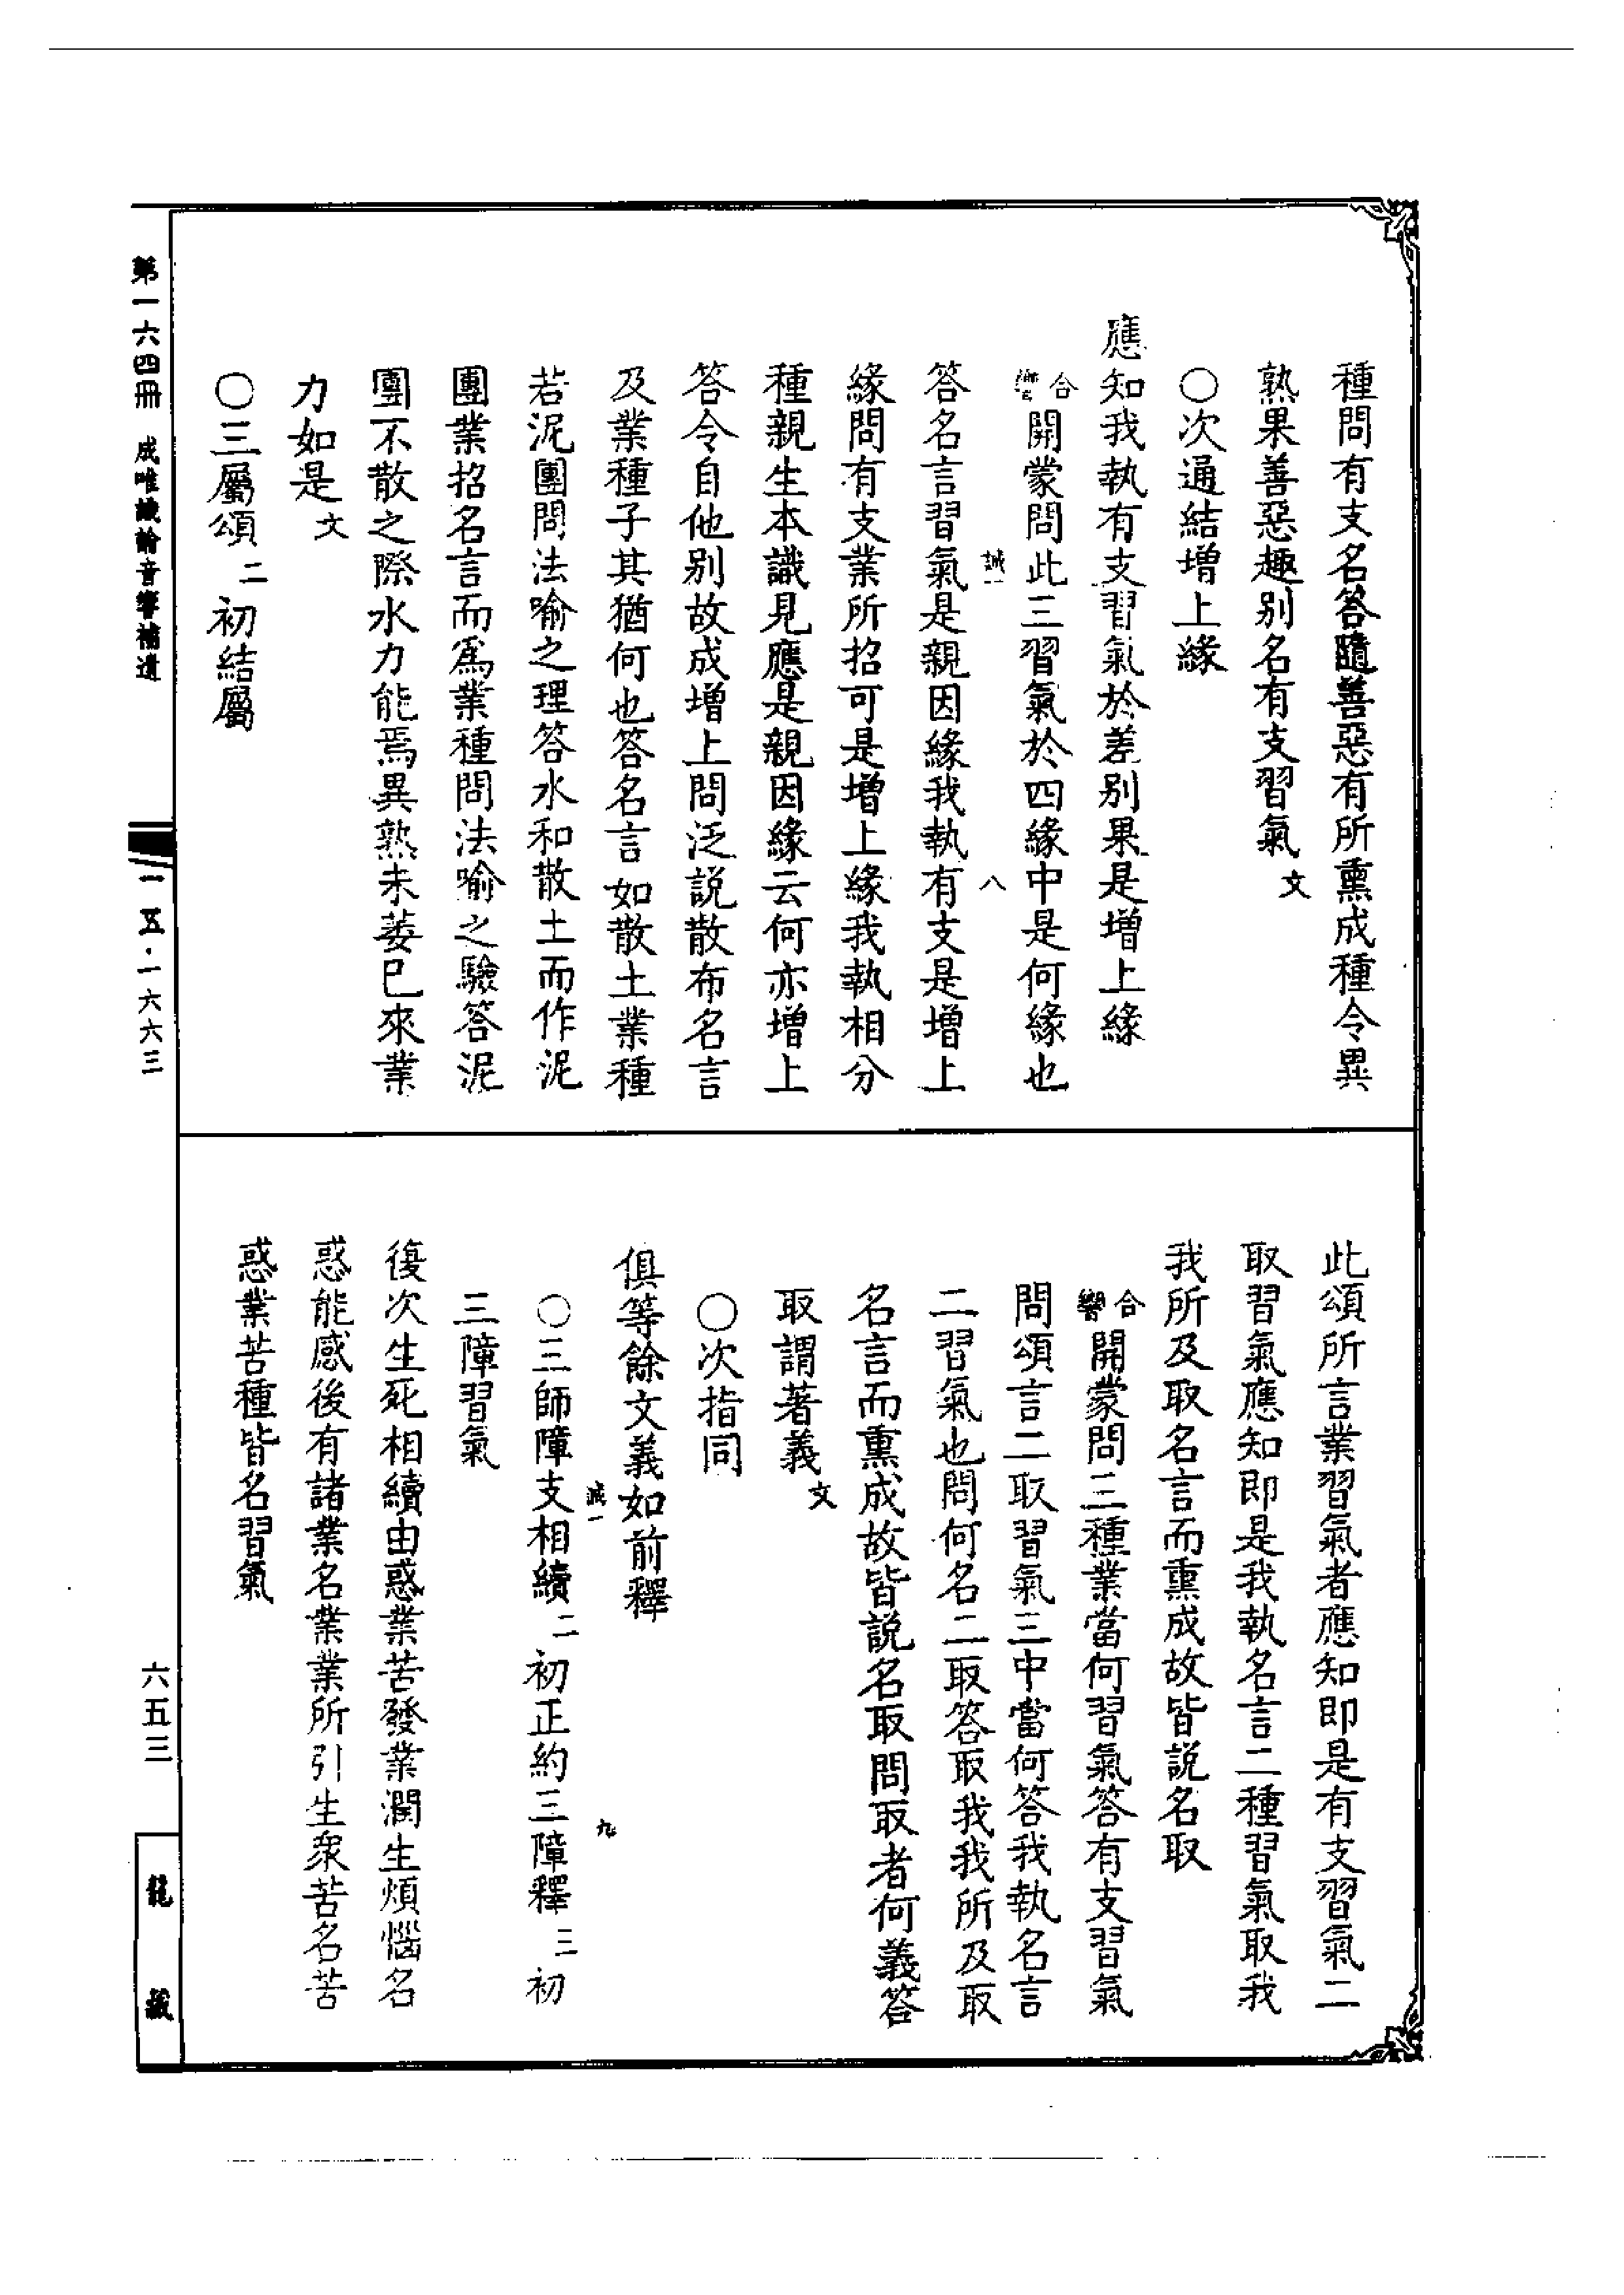 種問有支名答隨善惡有所熏成種令異
熟果善惡趣別名有支習氣 文
〇次通結增上緣
應知我執有支習氣於差別果是增上緣
合響 開蒙問此三習氣於四緣中是何緣也
誠一 八
答名言習氣是親因緣我執有支是增上
緣問有支業所招可是增上緣我執相分
種親生本識見應是親因緣云何亦增上
答令自他別故成增上問泛説散布名言
及業種子其猶何也答名言如散土業種
若泥團問法喻之理答水和散土而作泥
團業招名言而爲業種問法喻之驗答泥
團不散之際水力能焉異熟未萎已來業
力如是 文
〇三屬頌 二 初結屬
此頌所言業習氣者應知即是有支習氣二
取習氣應知即是我執名言二種習氣取我
我所及取名言而熏成故皆説名取
合響 開蒙問三種業當何習氣答有支習氣
問頌言二取習氣三中當何答我執名言
二習氣也問何名二取答取我我所及取
名言而熏成故皆説名取問取者何義答
取謂著義 文
〇次指同
俱等餘文義如前釋
誠一 九
〇三師障支相續 二 初正約三障釋 三 初
三障習氣
復次生死相續由惑業苦發業潤生煩惱名
惑能感後有諸業名業業所引生衆苦名苦
惑業苦種皆名習氣
第一六四冊 成唯識論音響補遺
一五·一六六三
六五三
龍藏